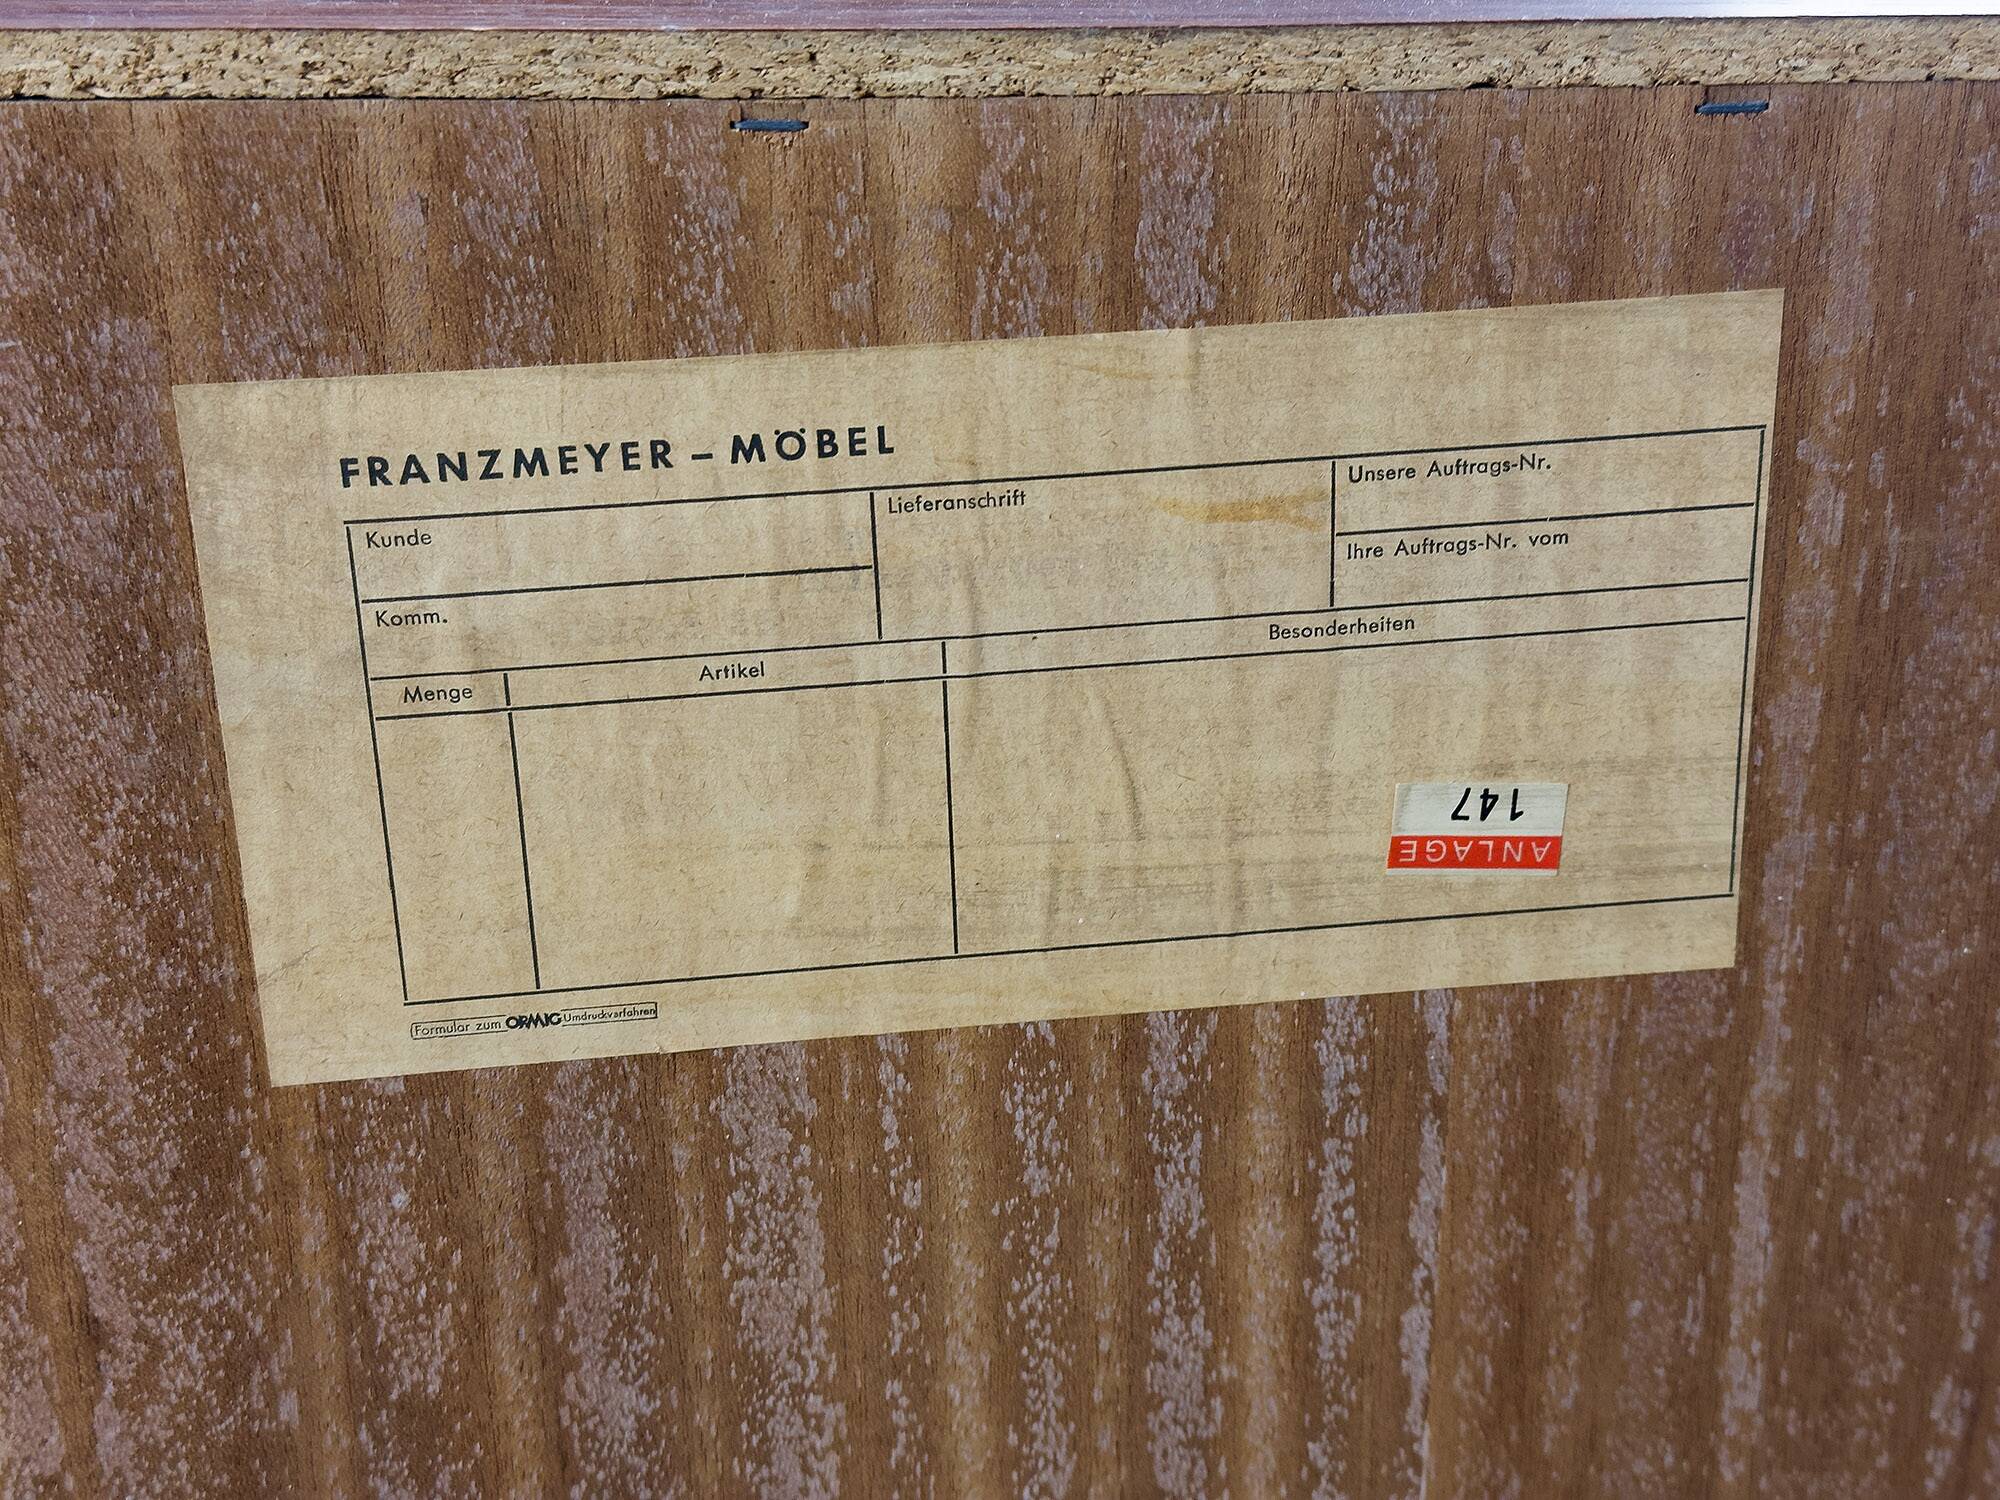 FRANZMEYER – MÖBEL
Kunde
Lieferanschrift
Unsere Auftrags-Nr.
Ihre Auftrags-Nr. vom
Komm.
Menge
Artikel
Besonderheiten
ANLAGE
147
Formular zum ORMIG Umdruckverfahren